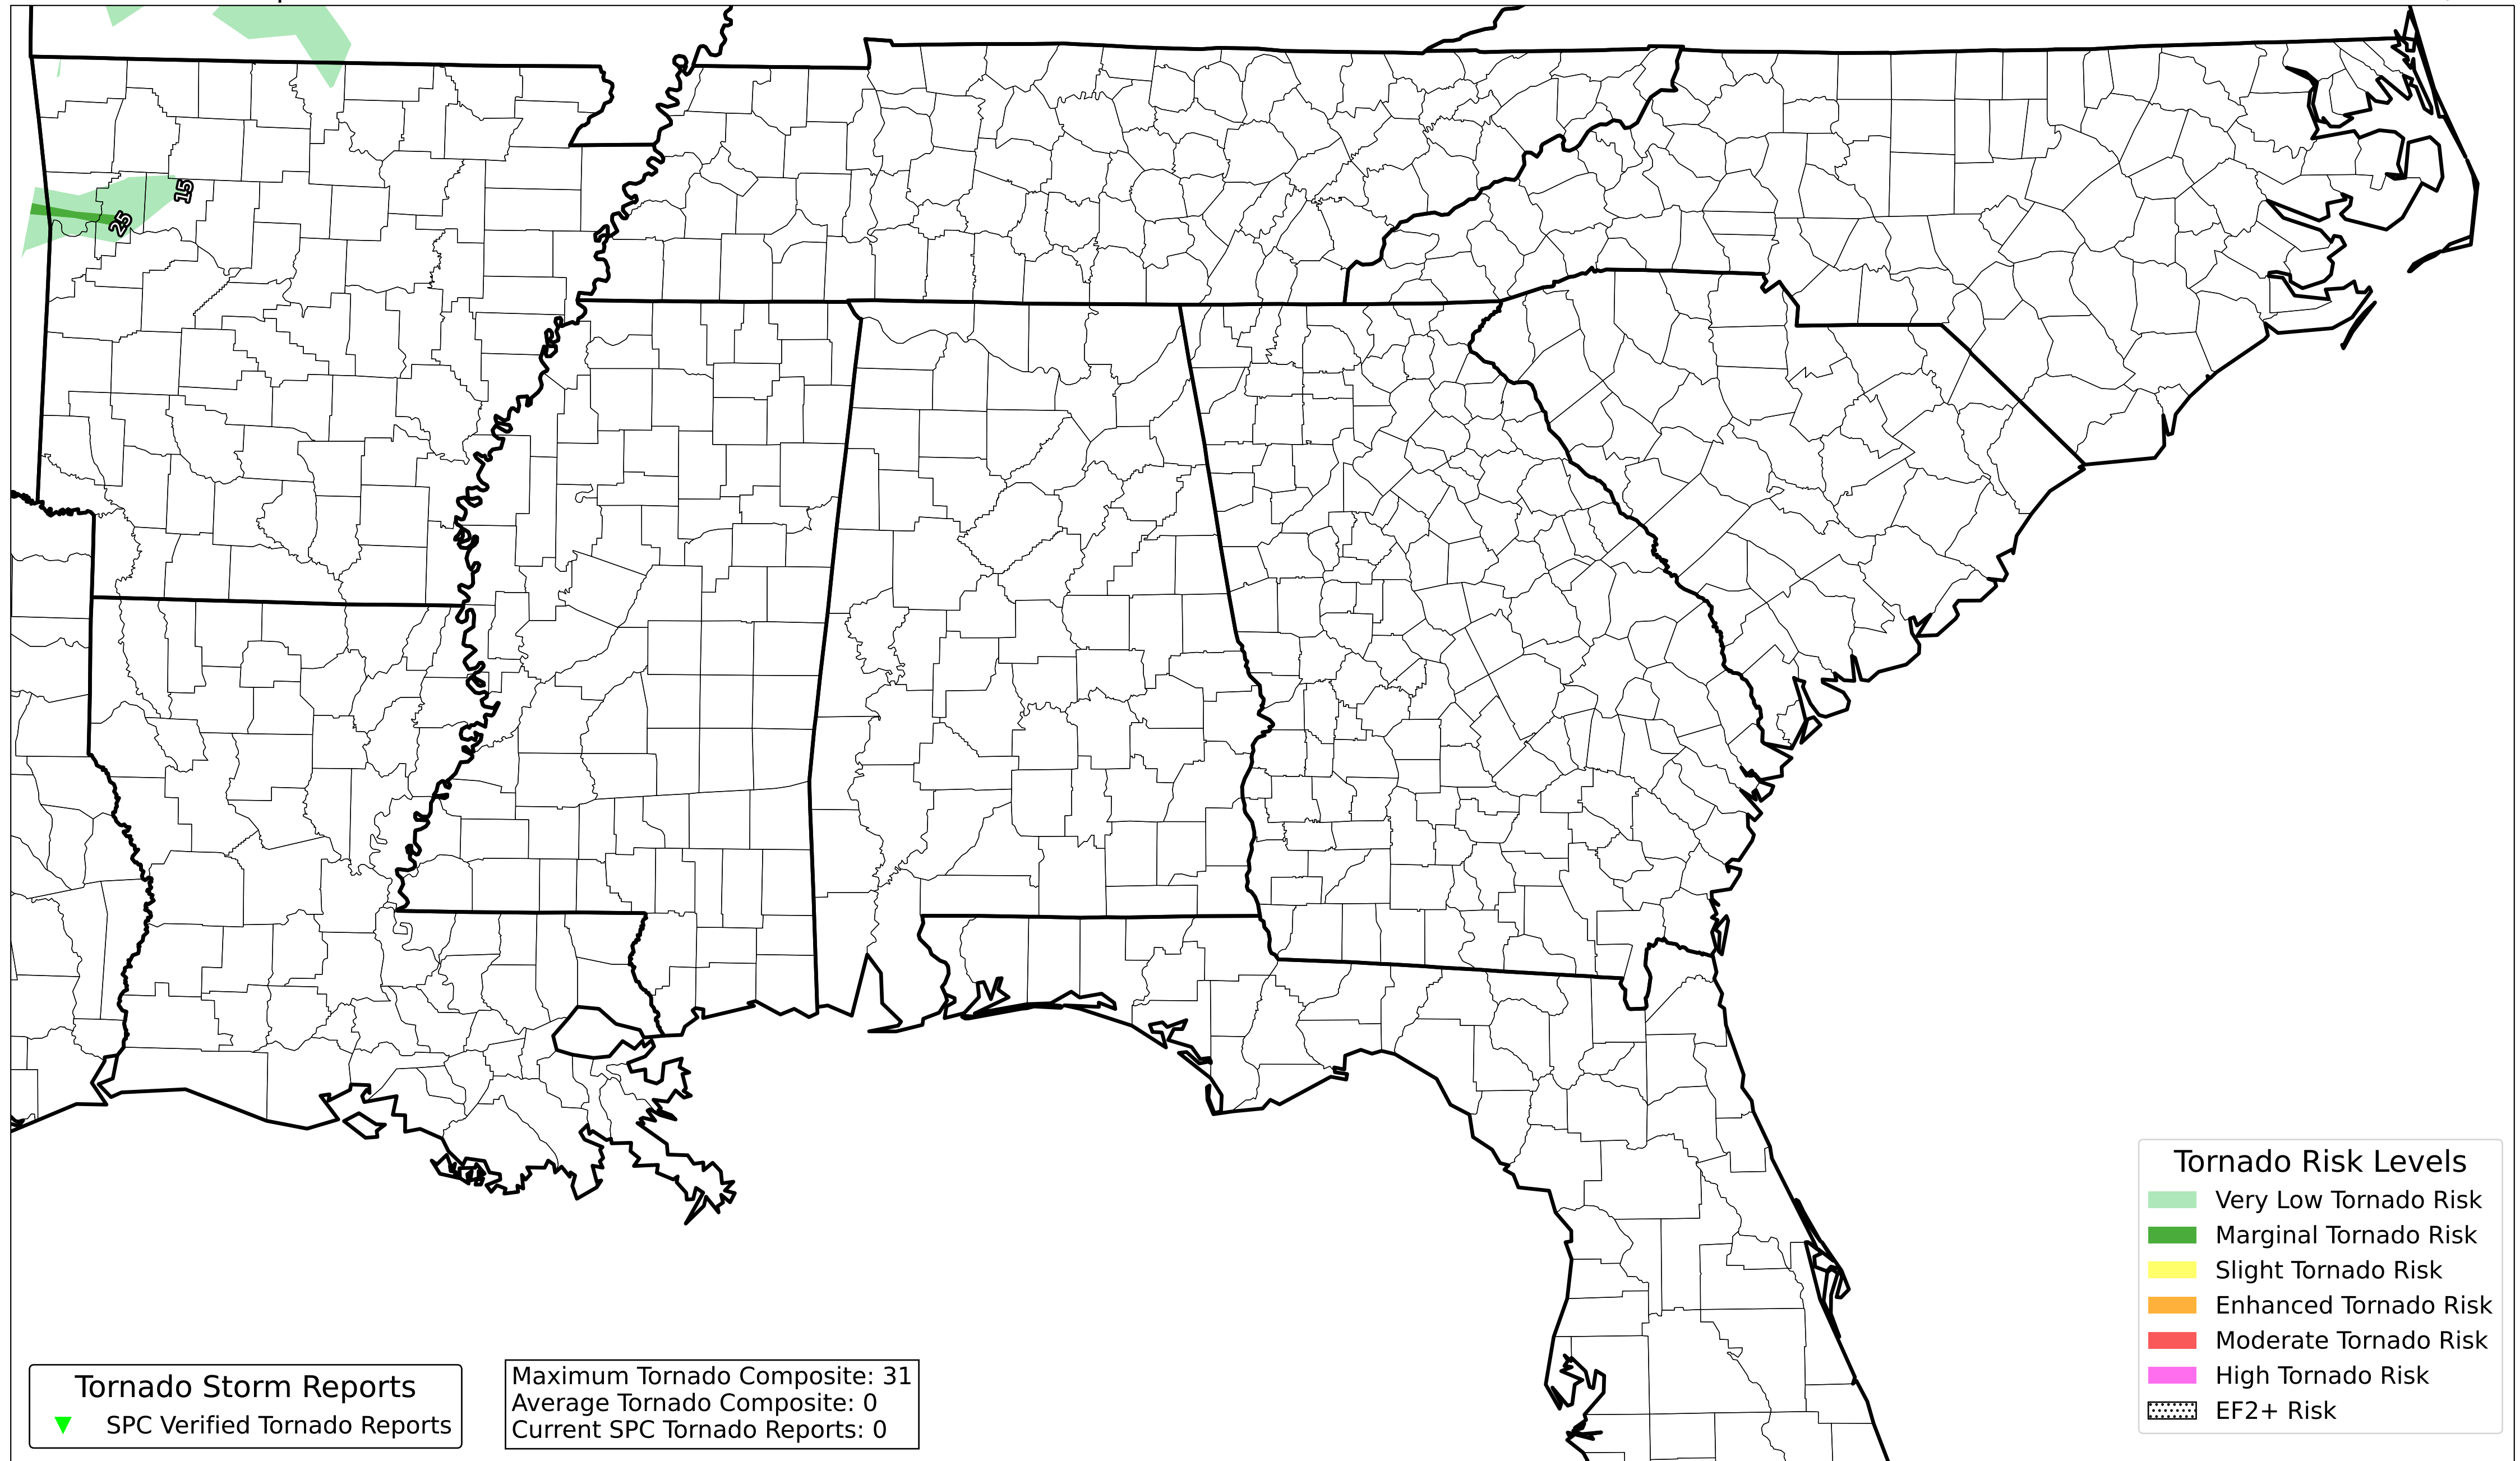 15
25
Tornado Risk Levels
Very Low Tornado Risk
Marginal Tornado Risk
Slight Tornado Risk
Enhanced Tornado Risk
Moderate Tornado Risk
High Tornado Risk
EF2+ Risk
Tornado Storm Reports
SPC Verified Tornado Reports
Maximum Tornado Composite: 31
Average Tornado Composite: 0
Current SPC Tornado Reports: 0